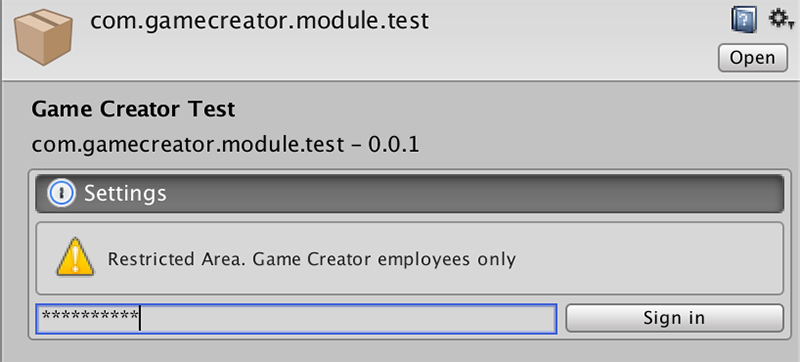 com.gamecreator.module.test
Open
Game Creator Test
com.gamecreator.module.test - 0.0.1
Settings
Restricted Area. Game Creator employees only
**********
Sign in